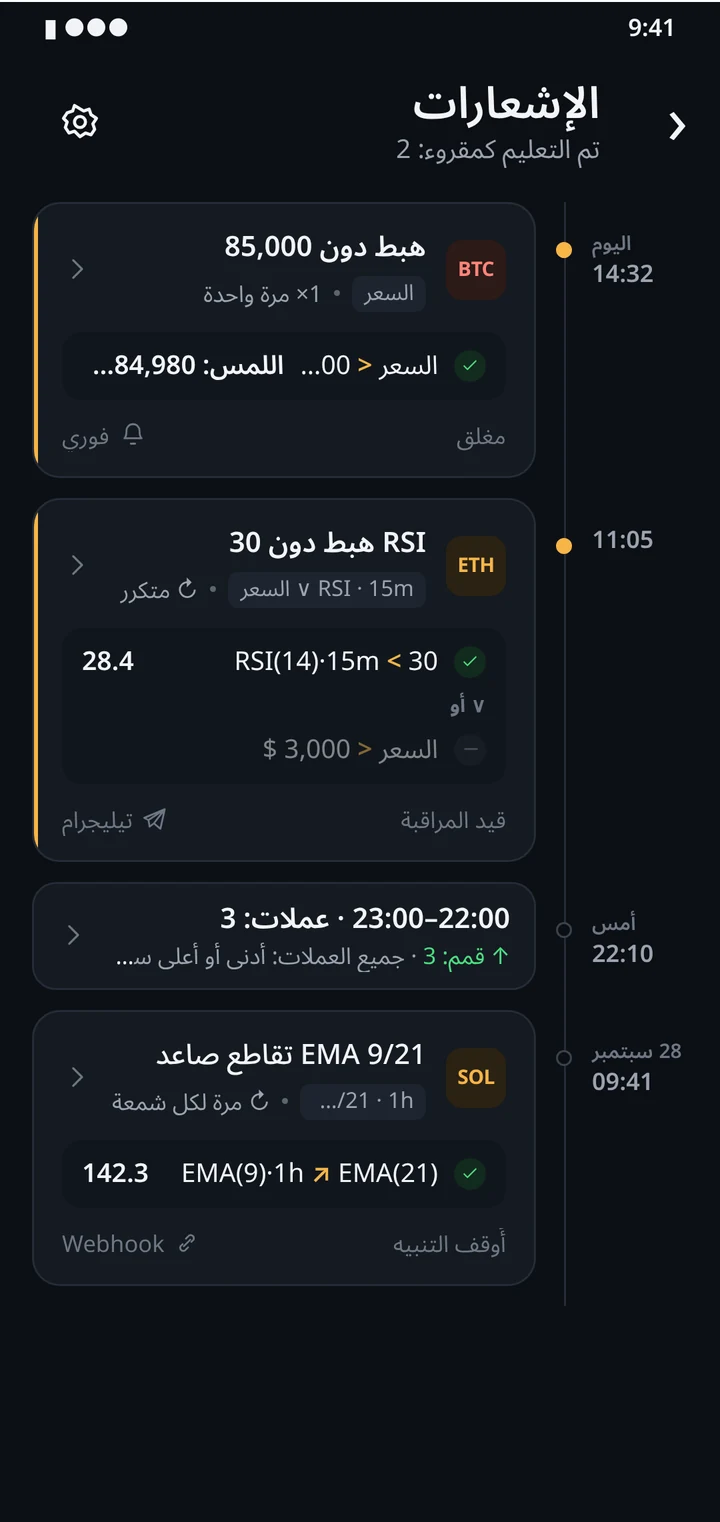 9:41
الإشعارات
تم التعليم كمقروء: 2
اليوم
14:32
BTC
هبط دون 85,000
السعر • 1× مرة واحدة
السعر > 00... اللمس: 84,980...
مغلق
فوري
11:05
ETH
RSI هبط دون 30
RSI · 15m ∨ السعر • ↻ متكرر
RSI(14)·15m < 30 28.4
∨ أو
السعر > 3,000 $
قيد المراقبة
تيليجرام
أمس
22:10
22:00–23:00 · عملات: 3
↑ قمم: 3 · جميع العملات: أدنى أو أعلى سـ...
28 سبتمبر
09:41
SOL
EMA 9/21 تقاطع صاعد
.../21 · 1h • ↻ مرة لكل شمعة
EMA(9)·1h ↗ EMA(21) 142.3
أوقف التنبيه
Webhook